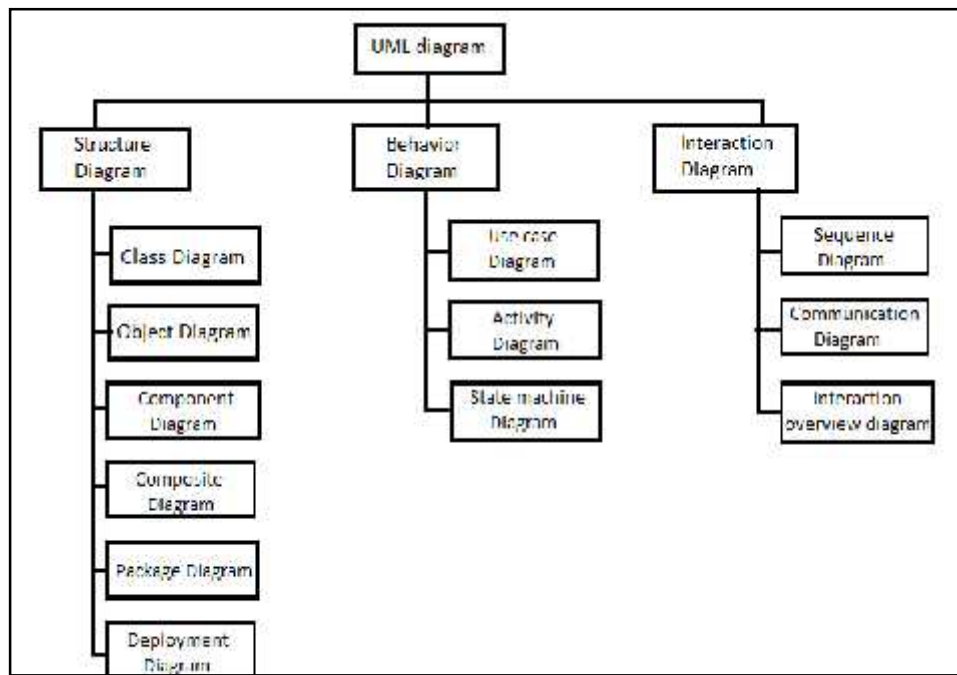 UML diagram
Structure
Diagram
Behavior
Diagram
Interaction
Diagram
Class Diagram
Object Diagram
Component
Diagram
Composite
Diagram
Package Diagram
Deployment
Diagram
Use case
Diagram
Activity
Diagram
State machine
Diagram
Sequence
Diagram
Communication
Diagram
Interaction
overview diagram